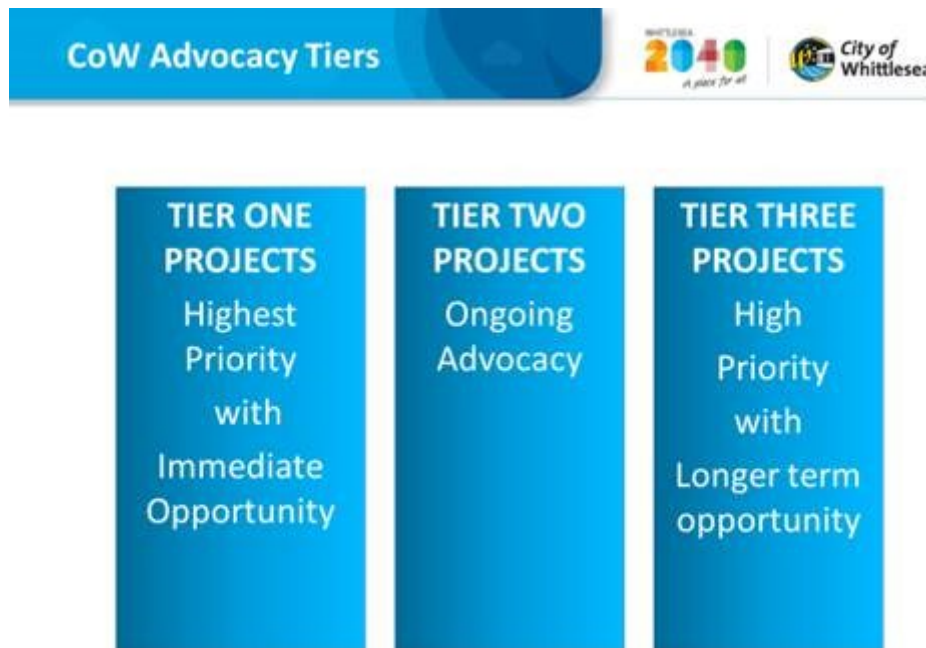 CoW Advocacy Tiers
WHITTLESEA
2040
A place for all
City of
Whittlesea
TIER ONE
PROJECTS
Highest
Priority
with
Immediate
Opportunity
TIER TWO
PROJECTS
Ongoing
Advocacy
TIER THREE
PROJECTS
High
Priority
with
Longer term
opportunity